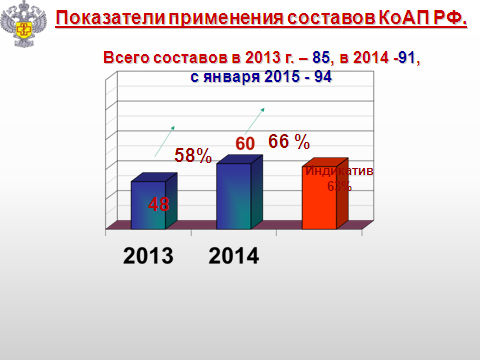 Показатели применения составов КоАП РФ.
Всего составов в 2013 г. – 85, в 2014 -91,
с января 2015 - 94
60 66 %
58%
Индикатив
63%
48
2013 2014